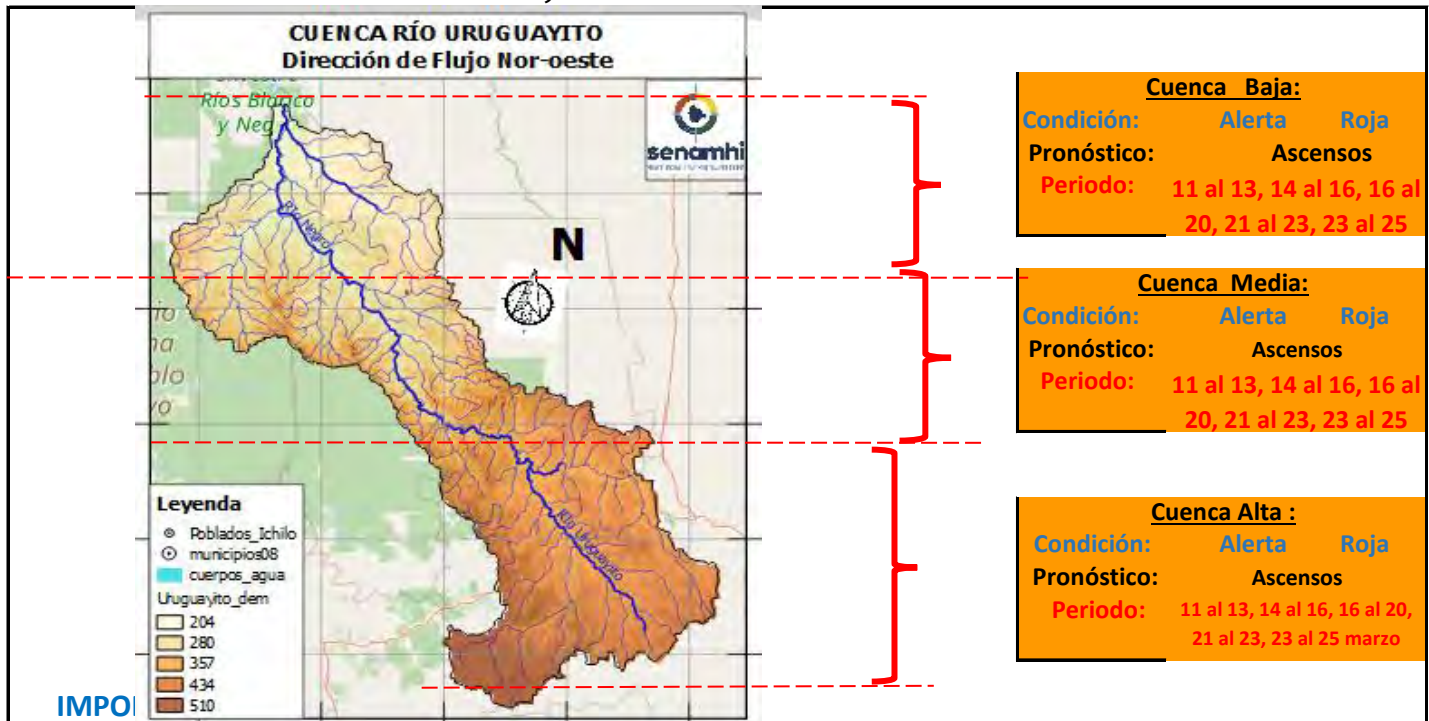 CUENCA RÍO URUGUAYITO
Dirección de Flujo Nor-oeste
Ríos Blanco
y Neg
senamhi
Río Negro
N
Río Uruguayito
Leyenda
Poblados_Ichilo
municipios08
cuerpos_agua
Uruguayito_dem
204
280
357
434
510
Cuenca Baja:
Condición: Alerta Roja
Pronóstico: Ascensos
Periodo: 11 al 13, 14 al 16, 16 al
20, 21 al 23, 23 al 25
Cuenca Media:
Condición: Alerta Roja
Pronóstico: Ascensos
Periodo: 11 al 13, 14 al 16, 16 al
20, 21 al 23, 23 al 25
Cuenca Alta :
Condición: Alerta Roja
Pronóstico: Ascensos
Periodo: 11 al 13, 14 al 16, 16 al 20,
21 al 23, 23 al 25 marzo
IMPO